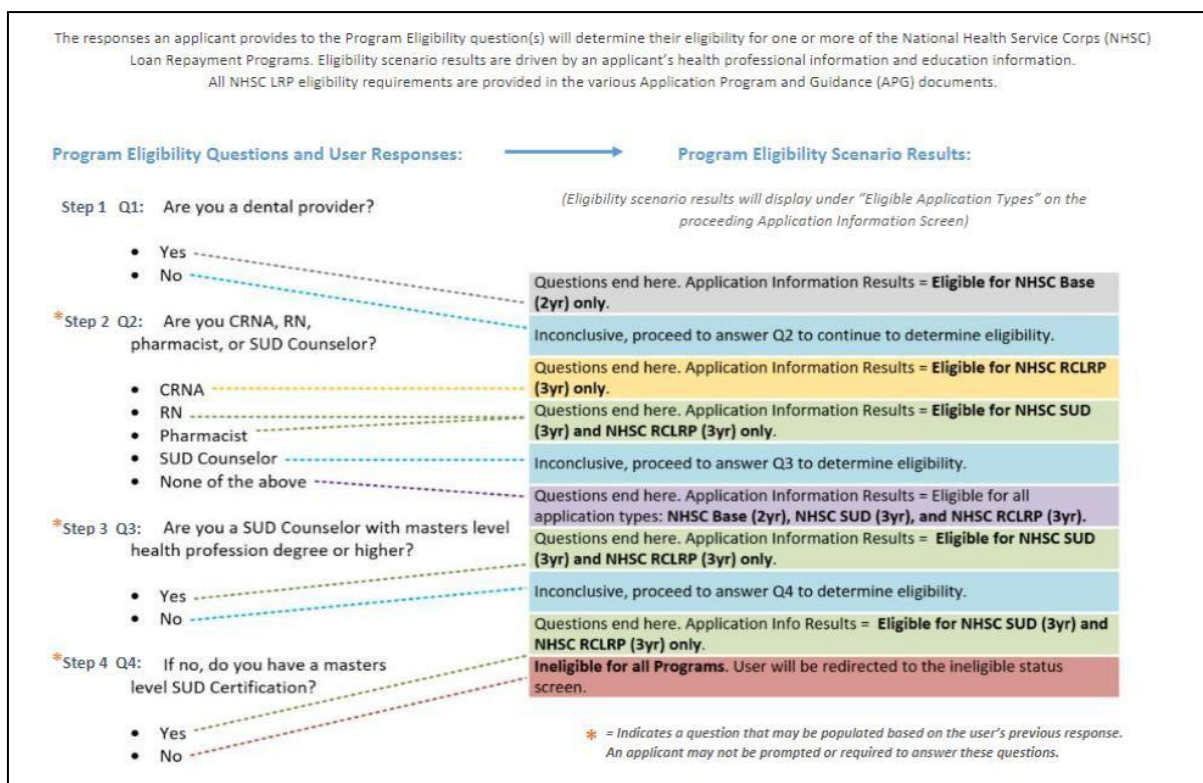 The responses an applicant provides to the Program Eligibility question(s) will determine their eligibility for one or more of the National Health Service Corps (NHSC)
Loan Repayment Programs. Eligibility scenario results are driven by an applicant's health professional information and education information.
All NHSC LRP eligibility requirements are provided in the various Application Program and Guidance (APG) documents.
Program Eligibility Questions and User Responses:
Program Eligibility Scenario Results:
(Eligibility scenario results will display under "Eligible Application Types" on the
proceeding Application Information Screen)
Step 1 Q1: Are you a dental provider?
• Yes
• No
Questions end here. Application Information Results = Eligible for NHSC Base
(2yr) only.
Inconclusive, proceed to answer Q2 to continue to determine eligibility.
*Step 2 Q2: Are you CRNA, RN,
pharmacist, or SUD Counselor?
• CRNA
• RN
• Pharmacist
• SUD Counselor
• None of the above
Questions end here. Application Information Results = Eligible for NHSC RCLRP
(3yr) only.
Questions end here. Application Information Results = Eligible for NHSC SUD
(3yr) and NHSC RCLRP (3yr) only.
Inconclusive, proceed to answer Q3 to determine eligibility.
Questions end here. Application Information Results = Eligible for all
application types: NHSC Base (2yr), NHSC SUD (3yr), and NHSC RCLRP (3yr).
*Step 3 Q3: Are you a SUD Counselor with masters level
health profession degree or higher?
• Yes
• No
Questions end here. Application Information Results = Eligible for NHSC SUD
(3yr) and NHSC RCLRP (3yr) only.
Inconclusive, proceed to answer Q4 to determine eligibility.
*Step 4 Q4: If no, do you have a masters
level SUD Certification?
• Yes
• No
Questions end here. Application Info Results = Eligible for NHSC SUD (3yr) and
NHSC RCLRP (3yr) only.
Ineligible for all Programs. User will be redirected to the ineligible status
screen.
* = Indicates a question that may be populated based on the user's previous response.
An applicant may not be prompted or required to answer these questions.